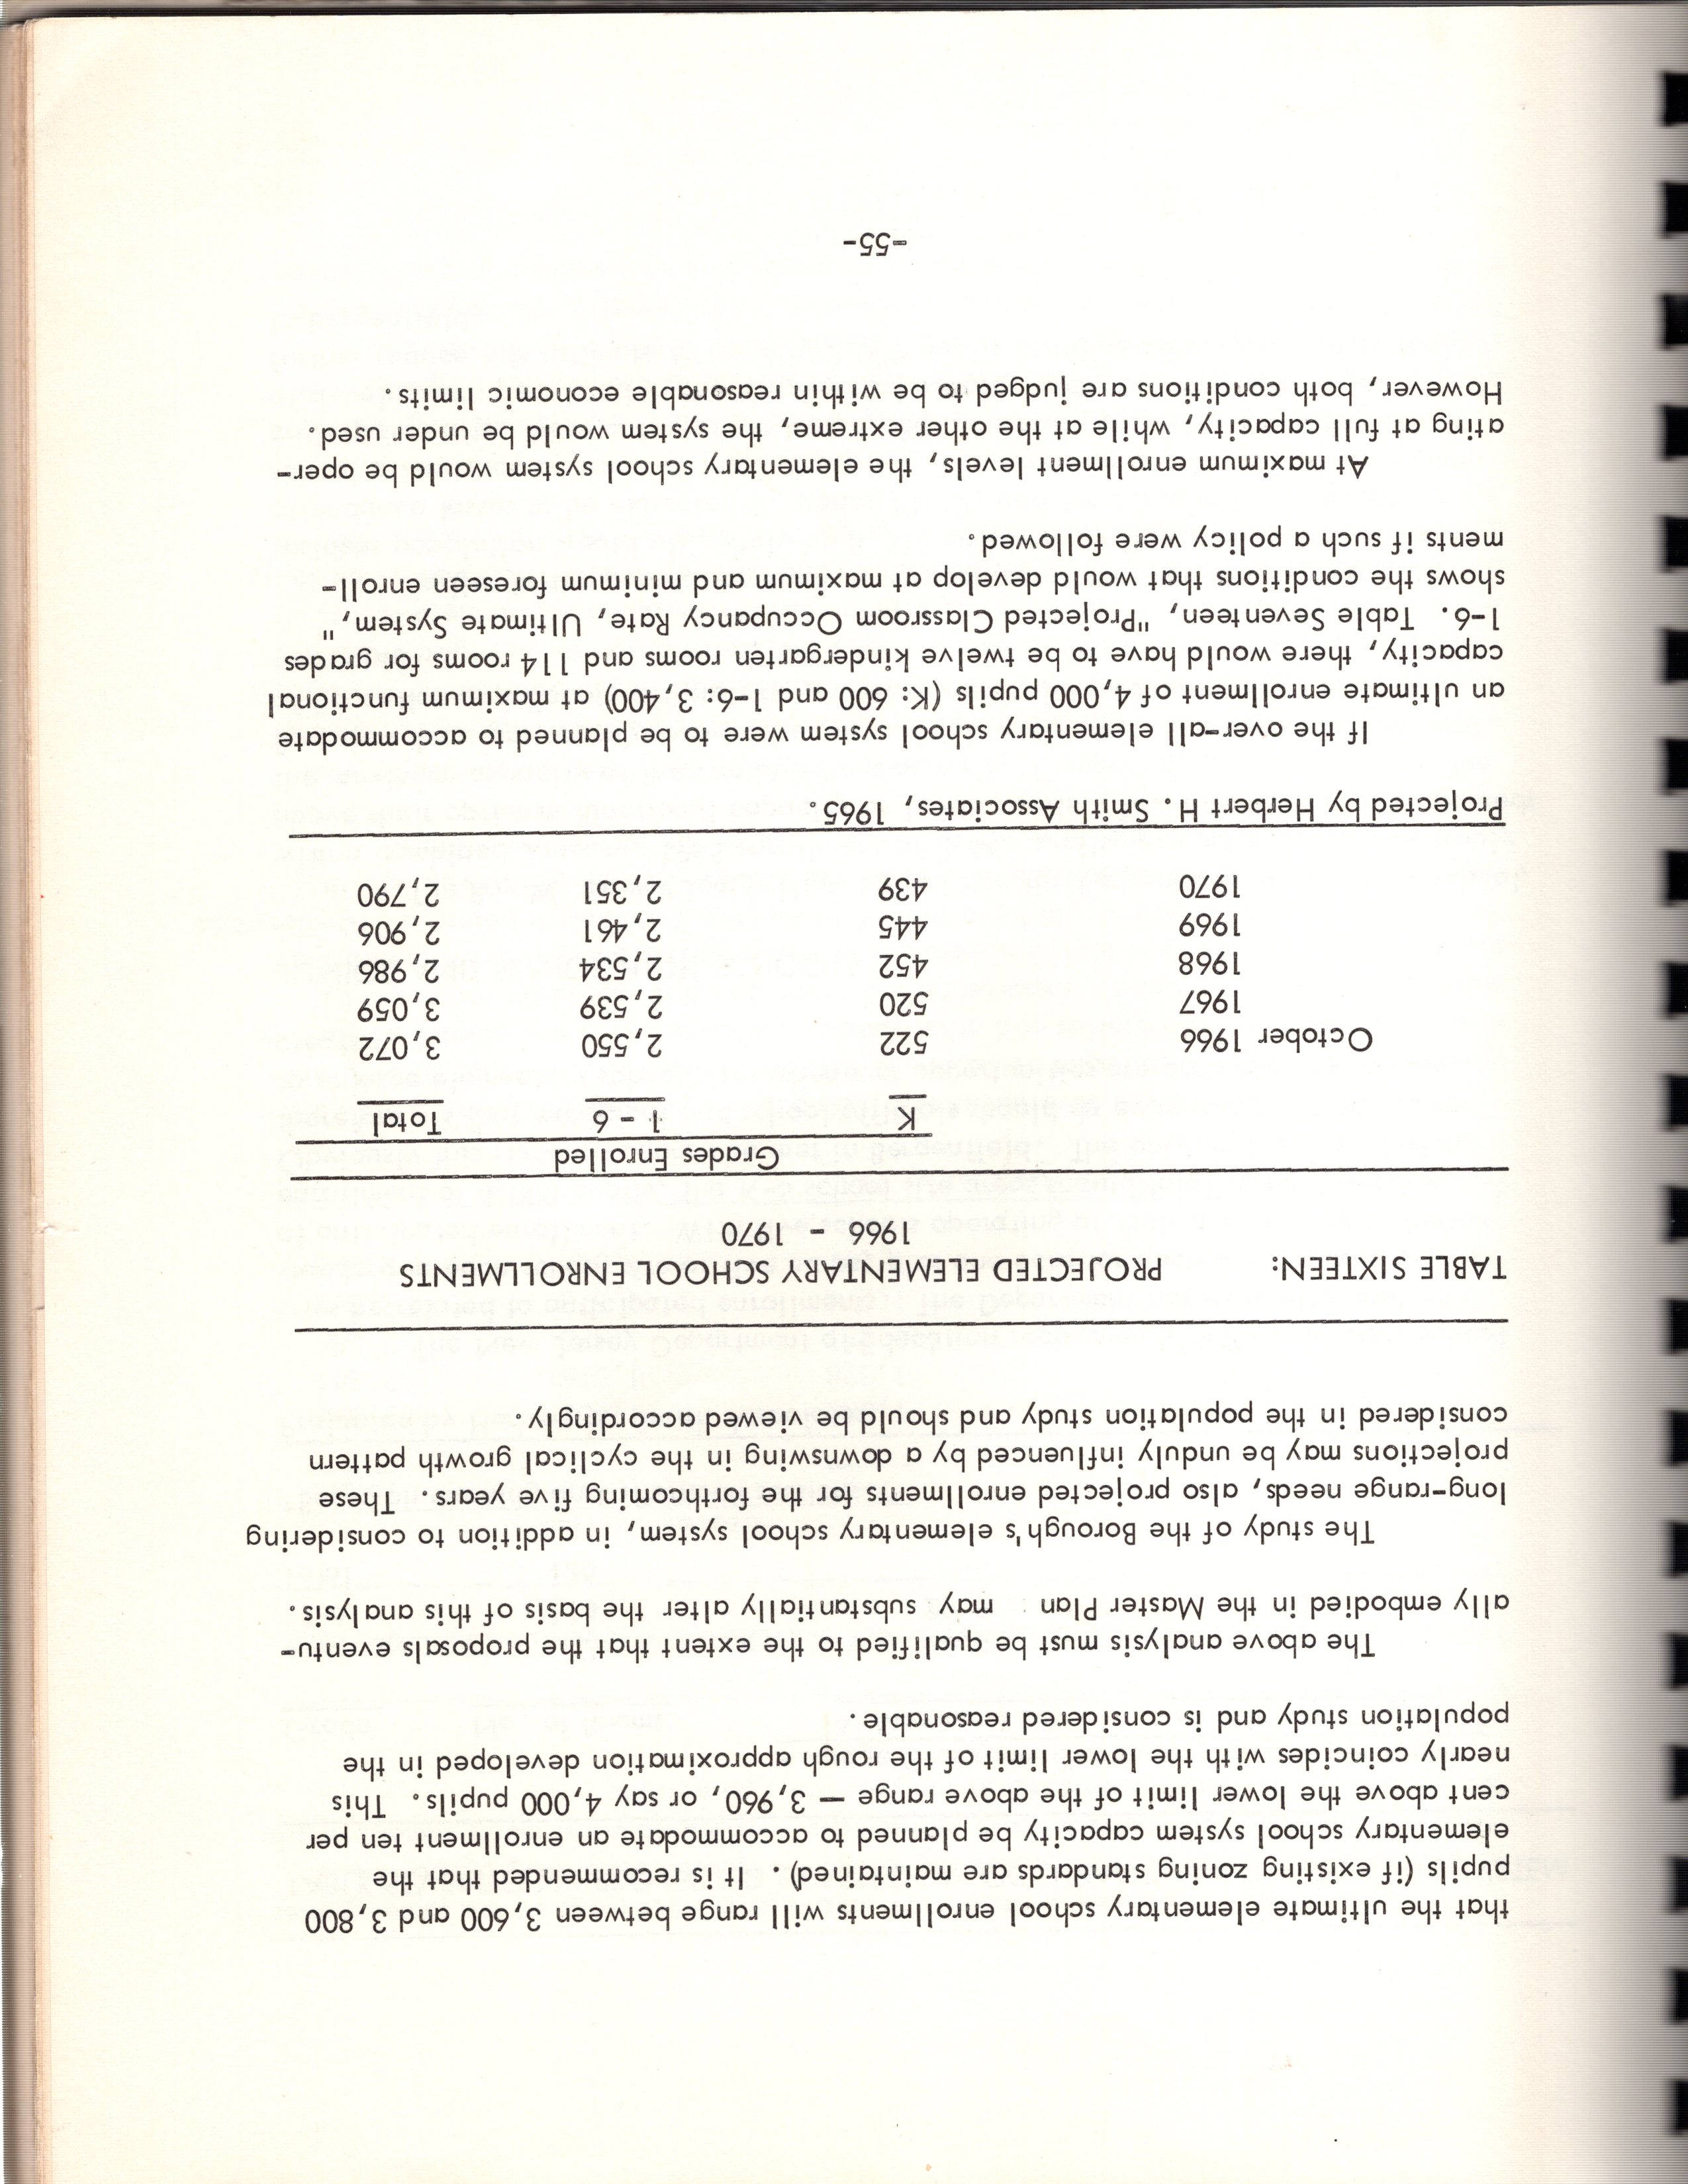 that the ultimate elementary school enrollments will range between 3,600 and 3,800
pupils (if existing zoning standards are maintained). It is recommended that the
elementary school system capacity be planned to accommodate an enrollment ten per
cent above the lower limit of the above range — 3,960, or say 4,000 pupils. This
nearly coincides with the lower limit of the rough approximation developed in the
population study and is considered reasonable.
The above analysis must be qualified to the extent that the proposals eventu-
ally embodied in the Master Plan may substantially alter the basis of this analysis.
The study of the Borough's elementary school system, in addition to considering
long-range needs, also projected enrollments for the forthcoming five years. These
projections may be unduly influenced by a downswing in the cyclical growth pattern
considered in the population study and should be viewed accordingly.
TABLE SIXTEEN: PROJECTED ELEMENTARY SCHOOL ENROLLMENTS
1966 - 1970
Grades Enrolled
K 1 - 6 Total
October 1966 522 2,550 3,072
1967 520 2,539 3,059
1968 452 2,534 2,986
1969 445 2,461 2,906
1970 439 2,351 2,790
Projected by Herbert H. Smith Associates, 1965.
If the over-all elementary school system were to be planned to accommodate
an ultimate enrollment of 4,000 pupils (K: 600 and 1-6: 3,400) at maximum functional
capacity, there would have to be twelve kindergarten rooms and 114 rooms for grades
1-6. Table Seventeen, "Projected Classroom Occupancy Rate, Ultimate System,"
shows the conditions that would develop at maximum and minimum foreseen enroll-
ments if such a policy were followed.
At maximum enrollment levels, the elementary school system would be oper-
ating at full capacity, while at the other extreme, the system would be under used.
However, both conditions are judged to be within reasonable economic limits.
-55-